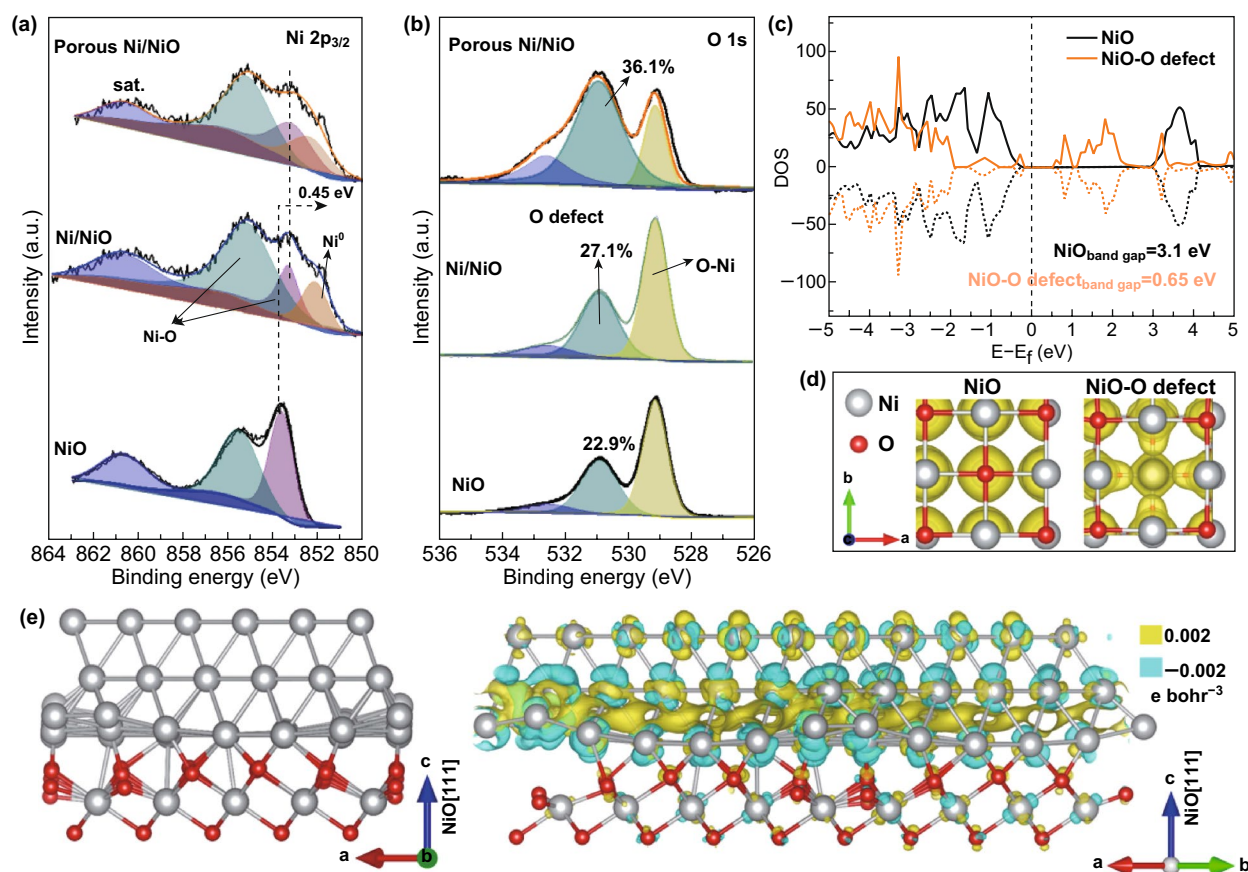 (a)
Porous Ni/NiO
Ni 2p3/2
sat.
0.45 eV
Ni/NiO
Ni⁰
Ni-O
NiO
Intensity (a.u.)
864 862 860 858 856 854 852 850
Binding energy (eV)
(b)
Porous Ni/NiO
O 1s
36.1%
O defect
Ni/NiO
27.1%
O-Ni
22.9%
NiO
Intensity (a.u.)
536 534 532 530 528 526
Binding energy (eV)
(c)
NiO
NiO-O defect
100
50
0
−50
−100
DOS
NiOband gap=3.1 eV
NiO-O defectband gap=0.65 eV
−5 −4 −3 −2 −1 0 1 2 3 4 5
E−Ef (eV)
(d)
NiO
NiO-O defect
Ni
O
b
c
a
(e)
c
NiO[111]
a
b
0.002
−0.002
e bohr⁻³
c
NiO[111]
a
b